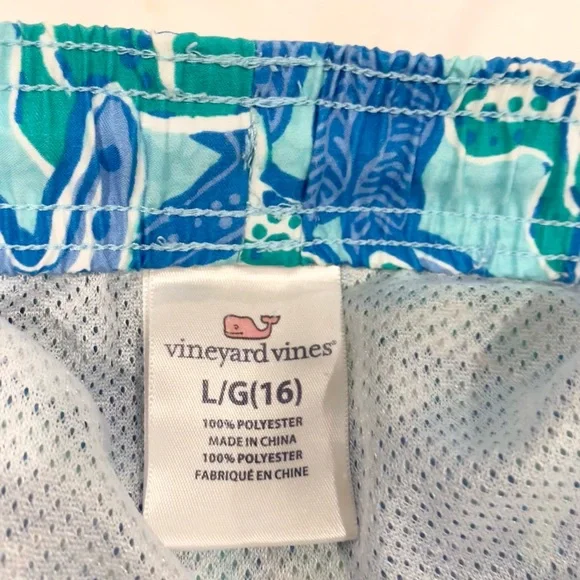 vineyard vines®
L/G(16)
100% POLYESTER
MADE IN CHINA
100% POLYESTER
FABRIQUÉ EN CHINE